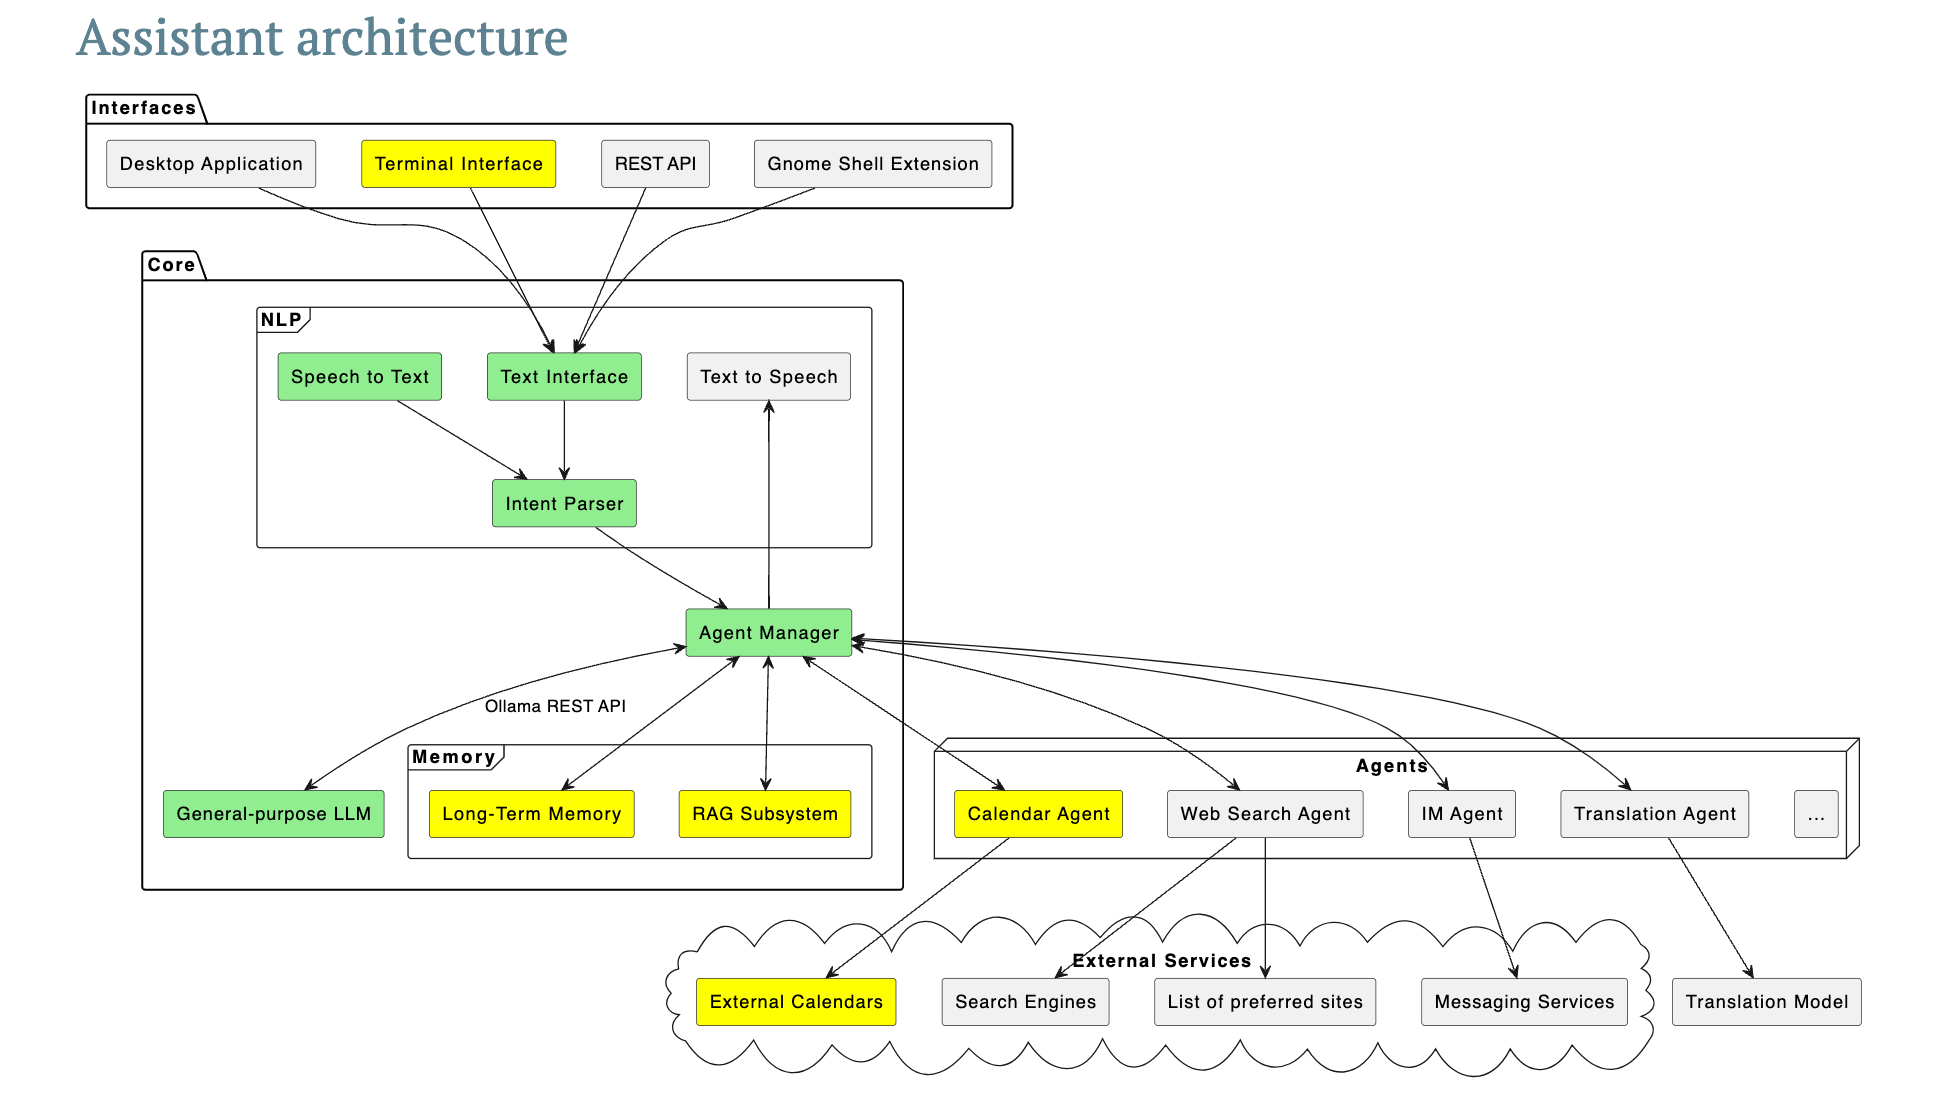 Assistant architecture
Interfaces
Desktop Application
Terminal Interface
REST API
Gnome Shell Extension
Core
NLP
Speech to Text
Text Interface
Text to Speech
Intent Parser
Agent Manager
Ollama REST API
Memory
Agents
General-purpose LLM
Long-Term Memory
RAG Subsystem
Calendar Agent
Web Search Agent
IM Agent
Translation Agent
...
External Services
External Calendars
Search Engines
List of preferred sites
Messaging Services
Translation Model